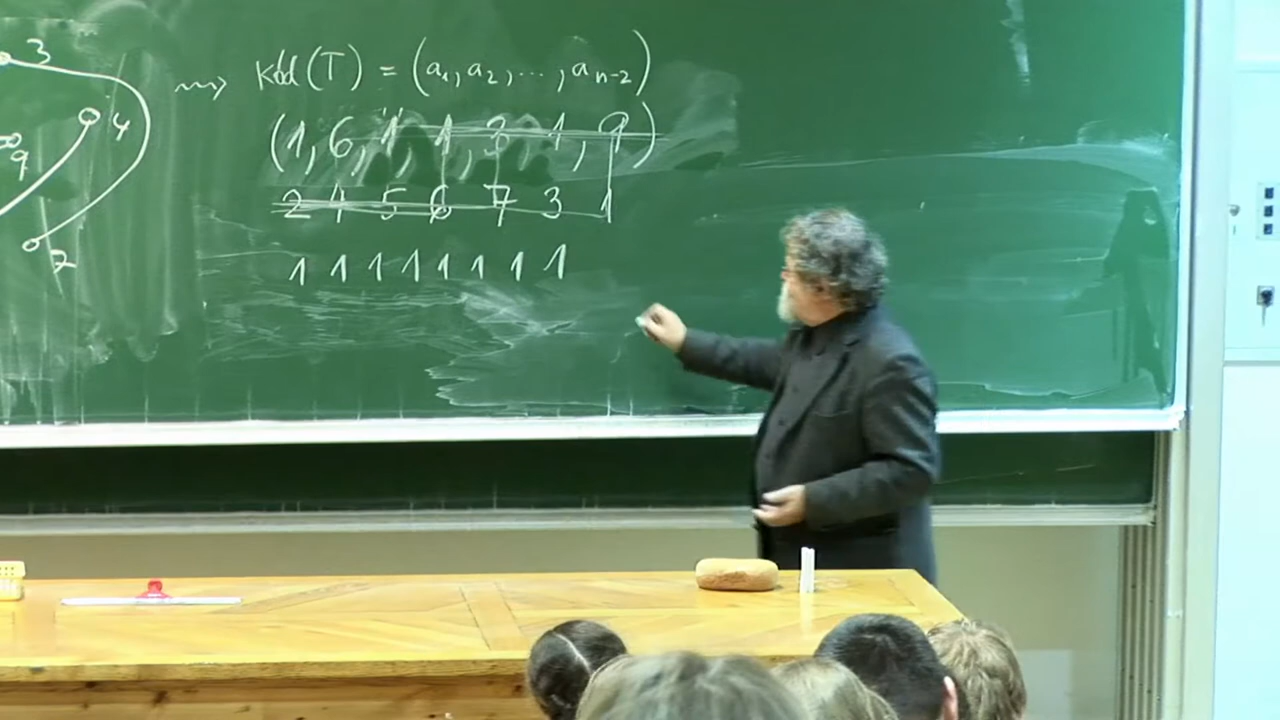 3
4
9
7
⇝ kód(T) = (a₁, a₂, ..., aₙ₋₂)
(1, 6, 1, 1, 3, 1, 9)
2 4 5 6 7 3 1
1 1 1 1 1 1 1 1